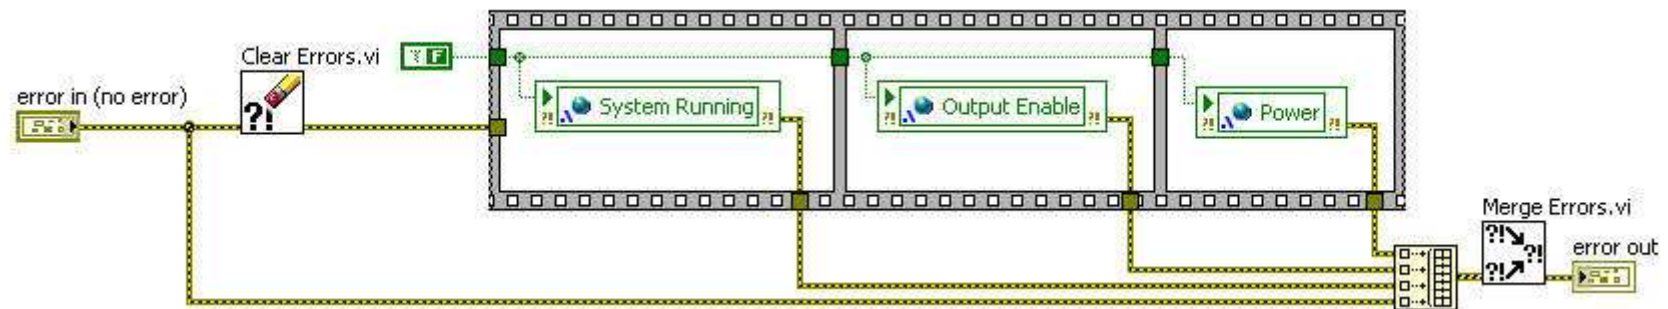 Clear Errors.vi
F
error in (no error)
?!
System Running
?!
?!
Output Enable
?!
?!
Power
?!
?!
Merge Errors.vi
?!
?!
?!
error out